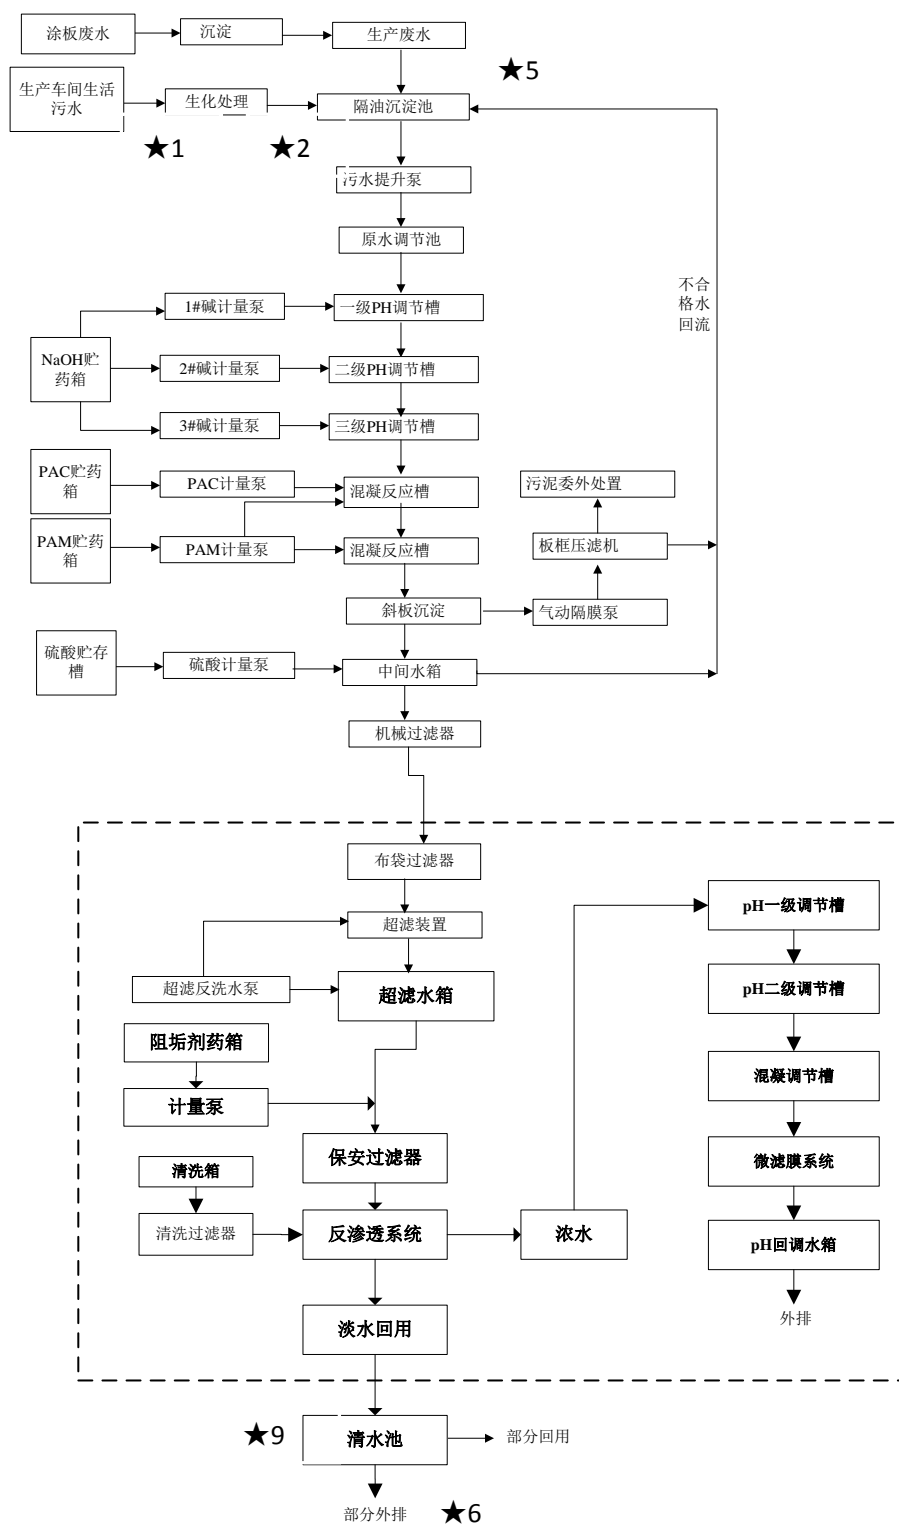 涂板废水
沉淀
生产废水
★5
生产车间生活
污水
生化处理
隔油沉淀池
★1
★2
污水提升泵
原水调节池
不合
格水
回流
1#碱计量泵
一级PH调节槽
NaOH贮
药箱
2#碱计量泵
二级PH调节槽
3#碱计量泵
三级PH调节槽
PAC贮药
箱
PAC计量泵
混凝反应槽
污泥委外处置
PAM贮药
箱
PAM计量泵
混凝反应槽
板框压滤机
斜板沉淀
气动隔膜泵
硫酸贮存
槽
硫酸计量泵
中间水箱
机械过滤器
布袋过滤器
超滤装置
超滤反洗水泵
超滤水箱
阻垢剂药箱
计量泵
保安过滤器
清洗箱
清洗过滤器
反渗透系统
浓水
淡水回用
pH一级调节槽
pH二级调节槽
混凝调节槽
微滤膜系统
pH回调水箱
外排
★9
清水池
部分回用
部分外排
★6